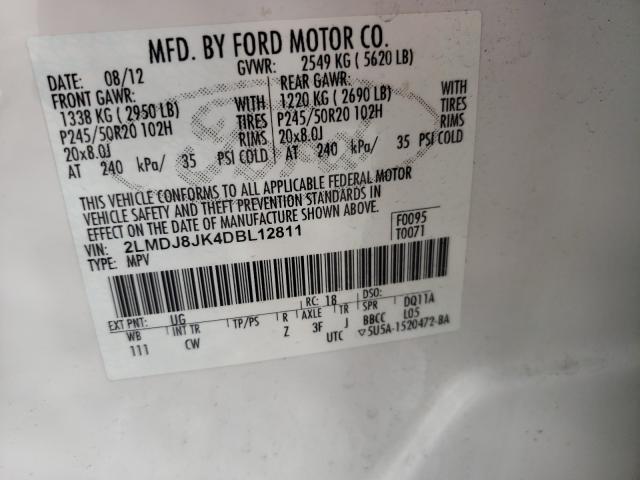 MFD. BY FORD MOTOR CO.
DATE: 08/12 GVWR: 2549 KG ( 5620 LB)
FRONT GAWR: WITH REAR GAWR: WITH
1338 KG ( 2950 LB) TIRES 1220 KG ( 2690 LB) TIRES
P245/50R20 102H RIMS P245/50R20 102H RIMS
20x8.0J 20x8.0J
AT 240 kPa/ 35 PSI COLD AT 240 kPa/ 35 PSI COLD
THIS VEHICLE CONFORMS TO ALL APPLICABLE FEDERAL MOTOR
VEHICLE SAFETY AND THEFT PREVENTION STANDARDS IN
EFFECT ON THE DATE OF MANUFACTURE SHOWN ABOVE.
VIN: 2LMDJ8JK4DBL12811 F0095
TYPE: MPV T0071
EXT PNT: UG RC: 18 DSO:
WB INT TR TP/PS R AXLE TR SPR DQ11A
111 CW Z 3F J BBCC L05
UTC ▽5U5A-1520472-BA